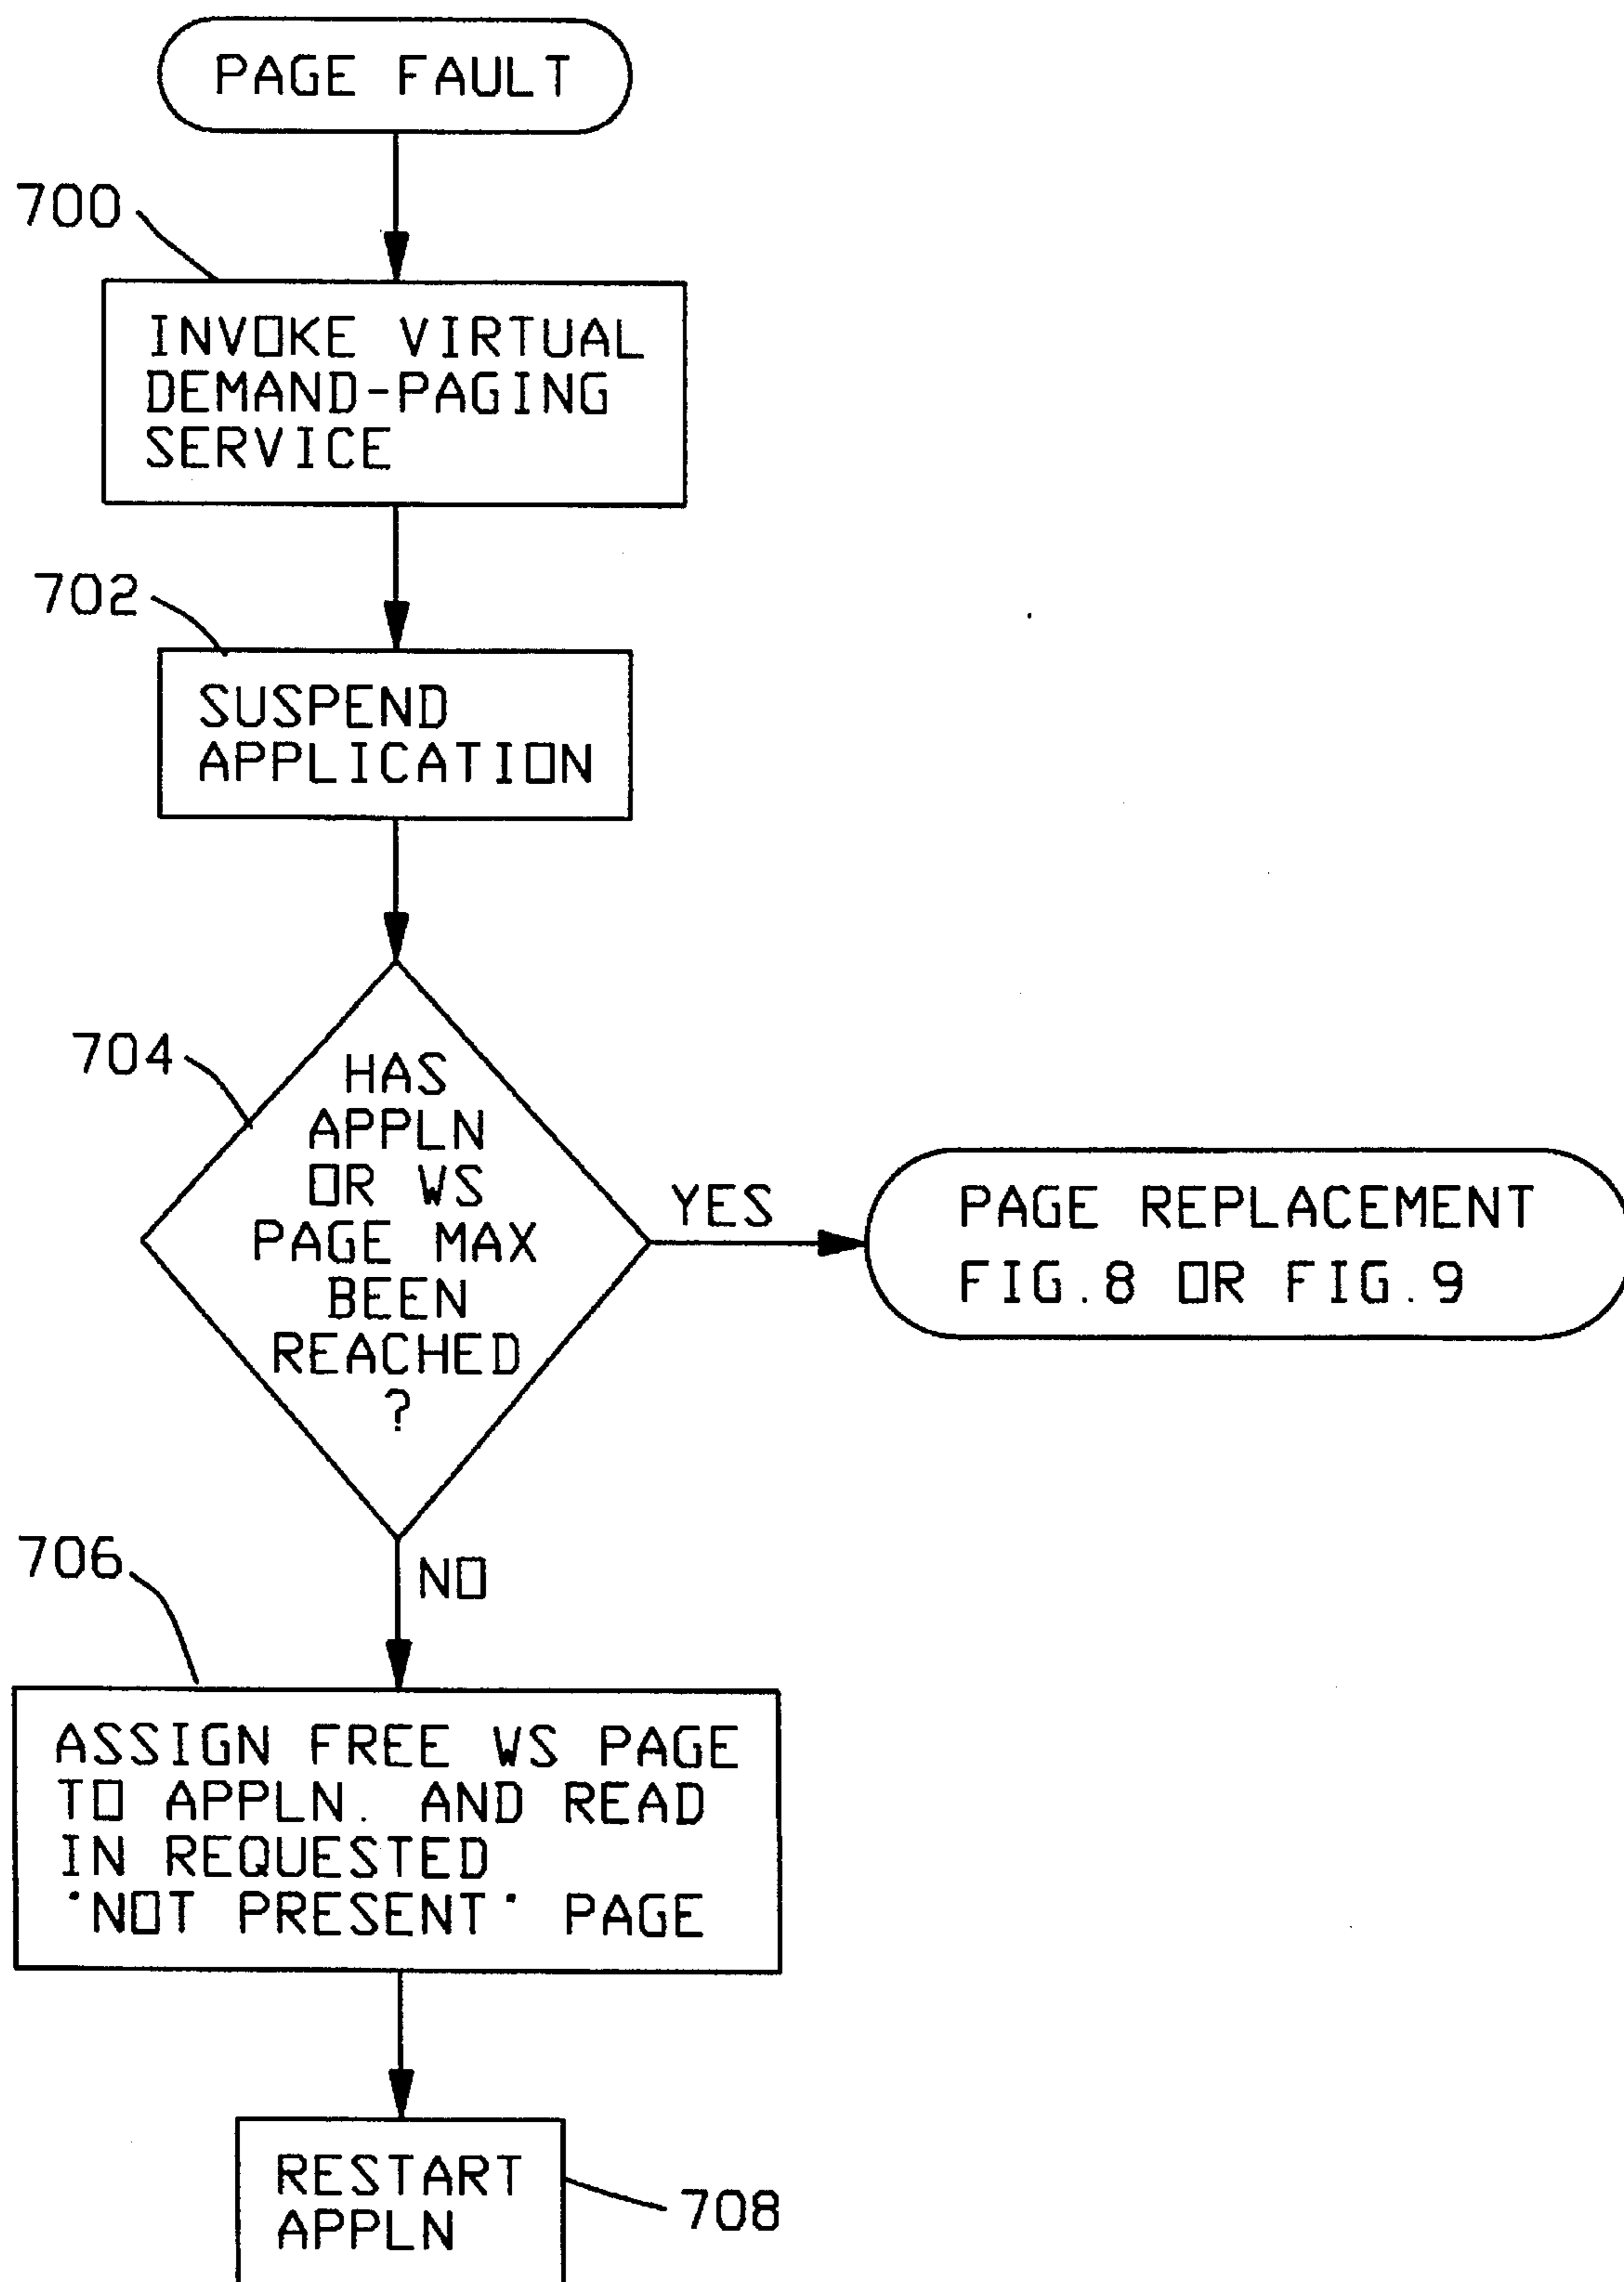 PAGE FAULT
700
INVOKE VIRTUAL
DEMAND-PAGING
SERVICE
702
SUSPEND
APPLICATION
704
HAS
APPLN
OR WS
PAGE MAX
BEEN
REACHED
?
YES
PAGE REPLACEMENT
FIG.8 OR FIG.9
NO
706
ASSIGN FREE WS PAGE
TO APPLN. AND READ
IN REQUESTED
'NOT PRESENT' PAGE
RESTART
APPLN
708